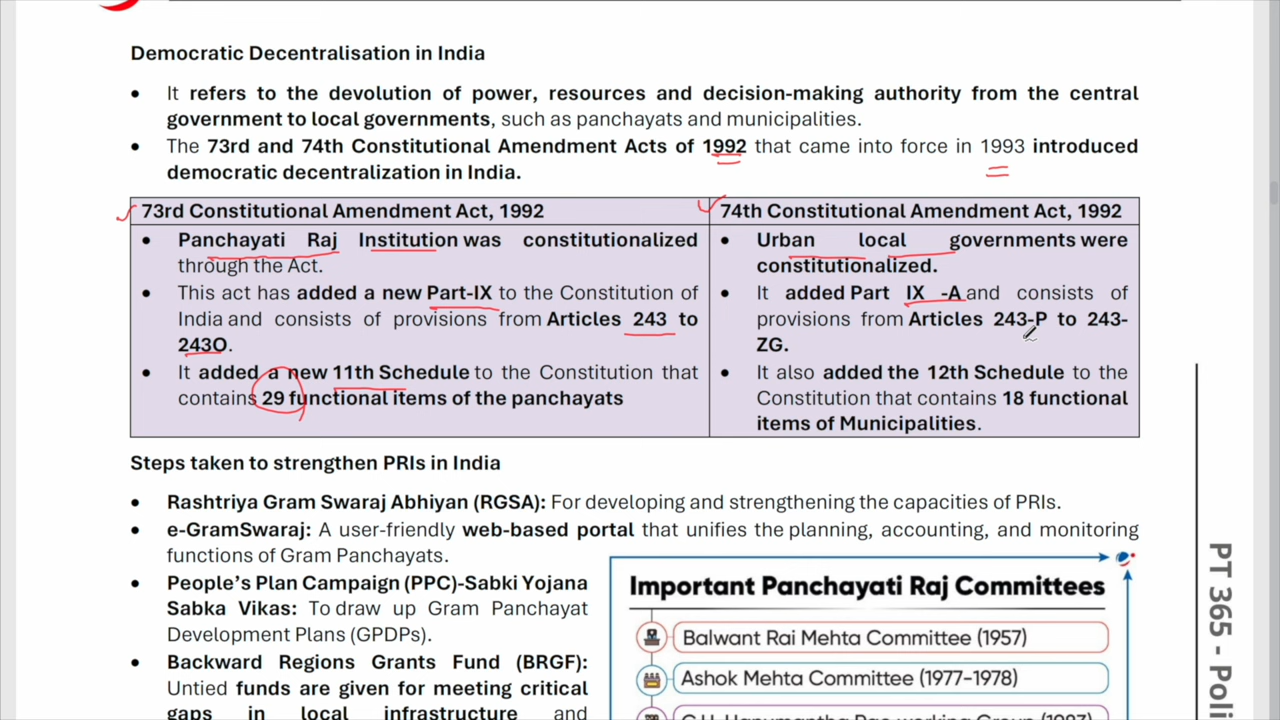 Democratic Decentralisation in India
• It refers to the devolution of power, resources and decision-making authority from the central
government to local governments, such as panchayats and municipalities.
• The 73rd and 74th Constitutional Amendment Acts of 1992 that came into force in 1993 introduced
democratic decentralization in India.
73rd Constitutional Amendment Act, 1992
• Panchayati Raj Institution was constitutionalized
through the Act.
• This act has added a new Part-IX to the Constitution of
India and consists of provisions from Articles 243 to
243O.
• It added a new 11th Schedule to the Constitution that
contains 29 functional items of the panchayats
74th Constitutional Amendment Act, 1992
• Urban local governments were
constitutionalized.
• It added Part IX -A and consists of
provisions from Articles 243-P to 243-
ZG.
• It also added the 12th Schedule to the
Constitution that contains 18 functional
items of Municipalities.
Steps taken to strengthen PRIs in India
• Rashtriya Gram Swaraj Abhiyan (RGSA): For developing and strengthening the capacities of PRIs.
• e-GramSwaraj: A user-friendly web-based portal that unifies the planning, accounting, and monitoring
functions of Gram Panchayats.
• People's Plan Campaign (PPC)-Sabki Yojana
Sabka Vikas: To draw up Gram Panchayat
Development Plans (GPDPs).
• Backward Regions Grants Fund (BRGF):
Untied funds are given for meeting critical
gaps in local infrastructure and
Important Panchayati Raj Committees
Balwant Rai Mehta Committee (1957)
Ashok Mehta Committee (1977-1978)
PT 365 - Poli